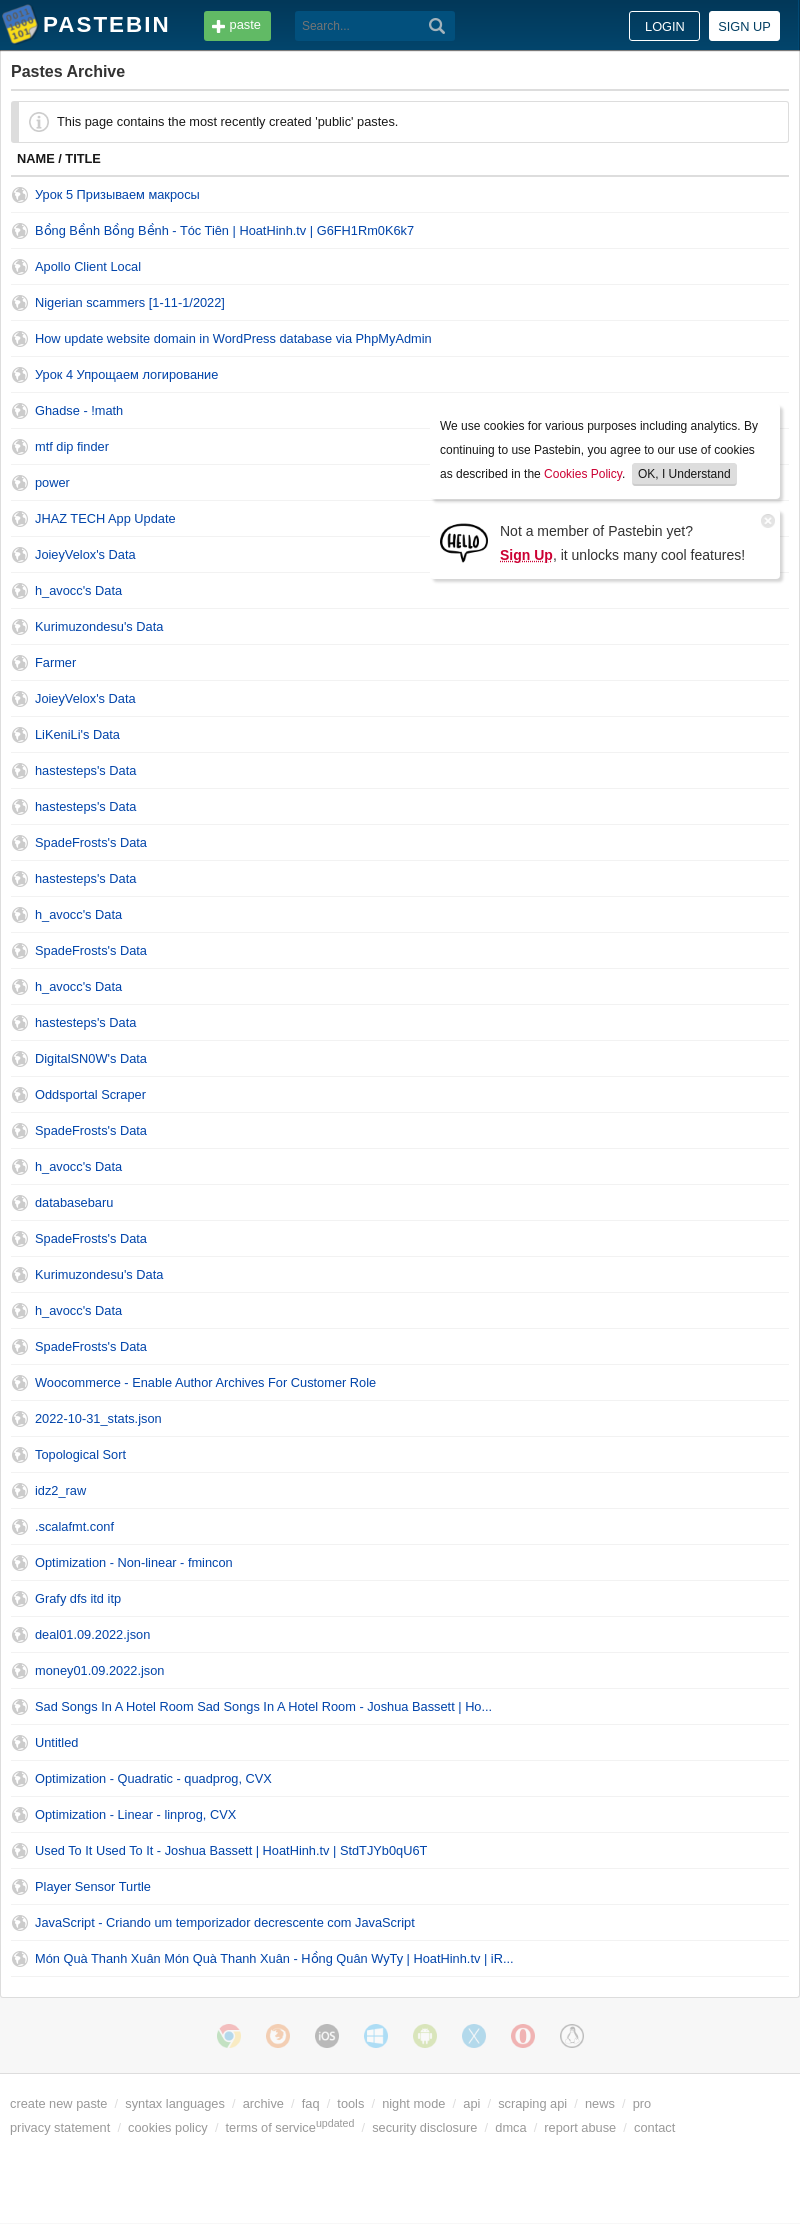 PASTEBIN
paste
Search...
LOGIN
SIGN UP
Pastes Archive
This page contains the most recently created 'public' pastes.
NAME / TITLE
Урок 5 Призываем макросы
Bồng Bềnh Bồng Bềnh - Tóc Tiên | HoatHinh.tv | G6FH1Rm0K6k7
Apollo Client Local
Nigerian scammers [1-11-1/2022]
How update website domain in WordPress database via PhpMyAdmin
Урок 4 Упрощаем логирование
Ghadse - !math
mtf dip finder
power
JHAZ TECH App Update
JoieyVelox's Data
We use cookies for various purposes including analytics. By
continuing to use Pastebin, you agree to our use of cookies
as described in the Cookies Policy. OK, I Understand
HELLO
Not a member of Pastebin yet?
Sign Up, it unlocks many cool features!
h_avocc's Data
Kurimuzondesu's Data
Farmer
JoieyVelox's Data
LiKeniLi's Data
hastesteps's Data
hastesteps's Data
SpadeFrosts's Data
hastesteps's Data
h_avocc's Data
SpadeFrosts's Data
h_avocc's Data
hastesteps's Data
DigitalSN0W's Data
Oddsportal Scraper
SpadeFrosts's Data
h_avocc's Data
databasebaru
SpadeFrosts's Data
Kurimuzondesu's Data
h_avocc's Data
SpadeFrosts's Data
Woocommerce - Enable Author Archives For Customer Role
2022-10-31_stats.json
Topological Sort
idz2_raw
.scalafmt.conf
Optimization - Non-linear - fmincon
Grafy dfs itd itp
deal01.09.2022.json
money01.09.2022.json
Sad Songs In A Hotel Room Sad Songs In A Hotel Room - Joshua Bassett | Ho...
Untitled
Optimization - Quadratic - quadprog, CVX
Optimization - Linear - linprog, CVX
Used To It Used To It - Joshua Bassett | HoatHinh.tv | StdTJYb0qU6T
Player Sensor Turtle
JavaScript - Criando um temporizador decrescente com JavaScript
Món Quà Thanh Xuân Món Quà Thanh Xuân - Hồng Quân WyTy | HoatHinh.tv | iR...
iOS
create new paste / syntax languages / archive / faq / tools / night mode / api / scraping api / news / pro
privacy statement / cookies policy / terms of service updated / security disclosure / dmca / report abuse / contact